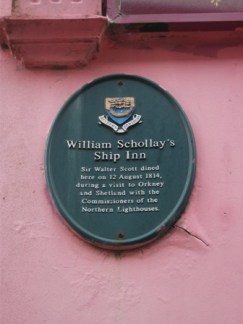 William Schollay's
Ship Inn
Sir Walter Scott dined
here on 12 August 1814,
during a visit to Orkney
and Shetland with the
Commissioners of the
Northern Lighthouses.